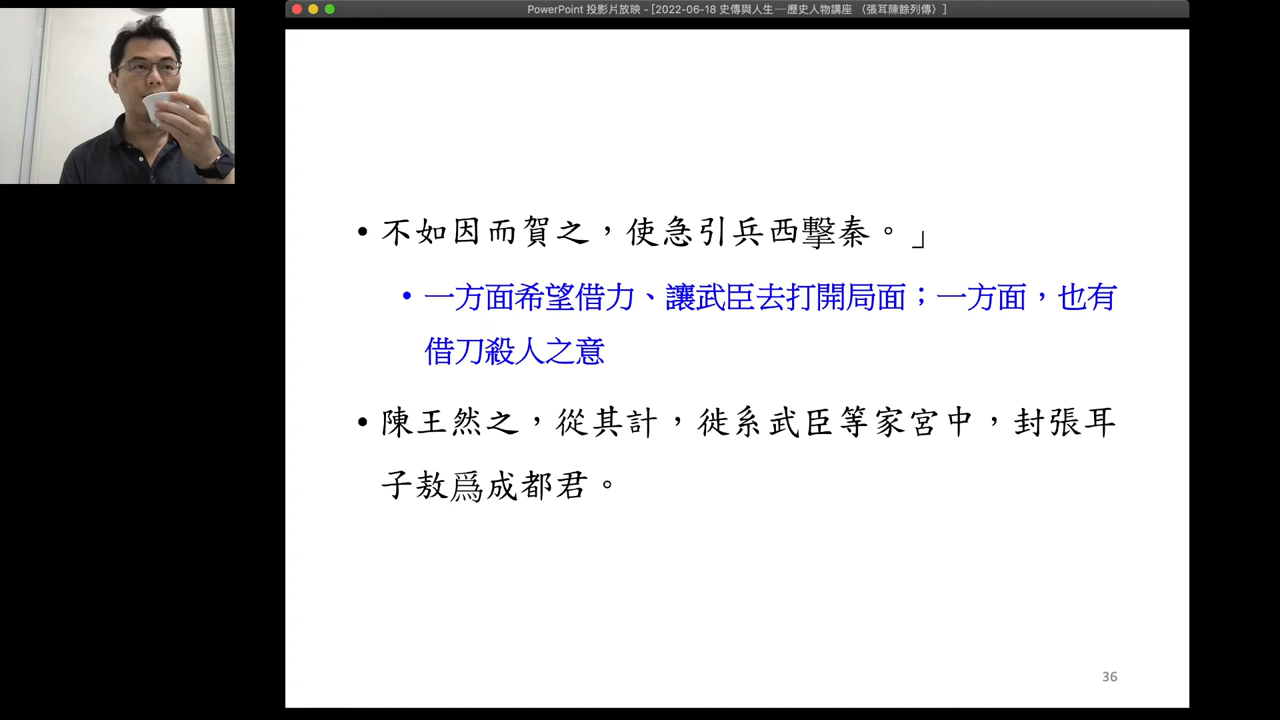 PowerPoint 投影片放映 - [2022-06-18 史傳與人生—歷史人物講座 〈張耳陳餘列傳〉]
• 不如因而賀之，使急引兵西擊秦。」
• 一方面希望借力、讓武臣去打開局面；一方面，也有
借刀殺人之意
• 陳王然之，從其計，徙系武臣等家宮中，封張耳
子敖爲成都君。
36